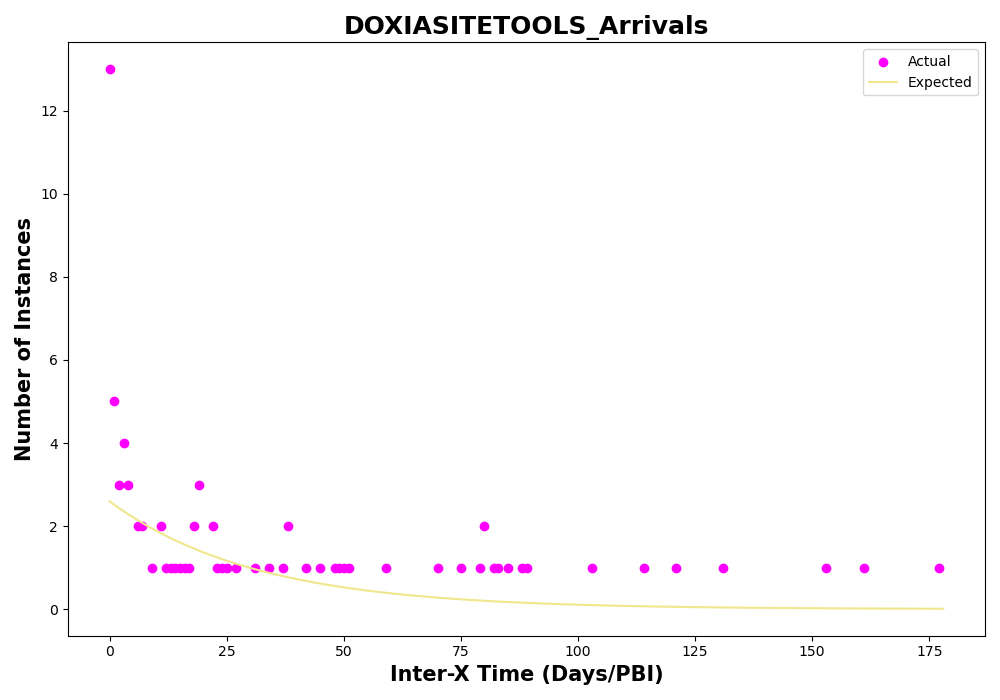 DOXIASITETOOLS_Arrivals
Actual
Expected
Number of Instances
12
10
8
6
4
2
0
0 25 50 75 100 125 150 175
Inter-X Time (Days/PBI)